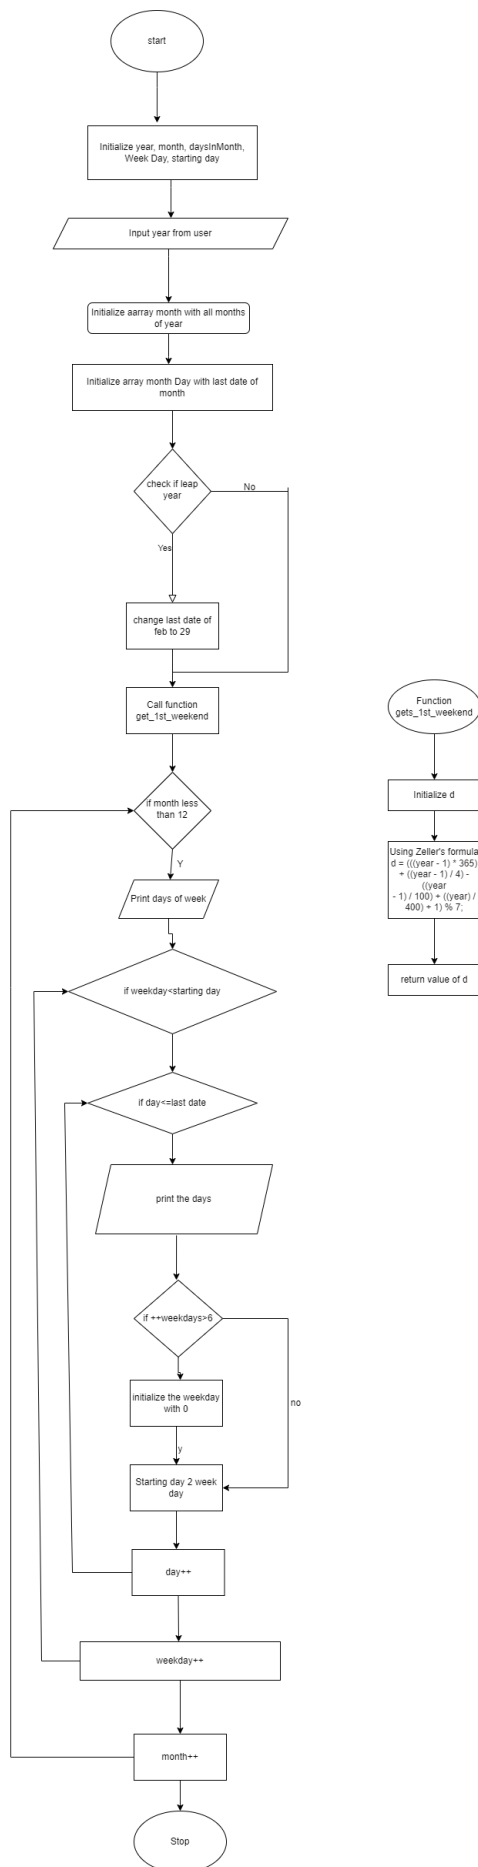 start
Initialize year, month, daysInMonth,
Week Day, starting day
Input year from user
Initialize aarray month with all months
of year
Initialize array month Day with last date of
month
check if leap
year
No
Yes
change last date of
feb to 29
Call function
get_1st_weekend
if month less
than 12
Y
Print days of week
if weekday<starting day
if day<=last date
print the days
if ++weekdays>6
initialize the weekday
with 0
no
y
Starting day 2 week
day
day++
weekday++
month++
Stop
Function
gets_1st_weekend
Initialize d
Using Zeller's formula
d = (((year - 1) * 365)
+ ((year - 1) / 4) -
((year
- 1) / 100) + ((year) /
400) + 1) % 7;
return value of d